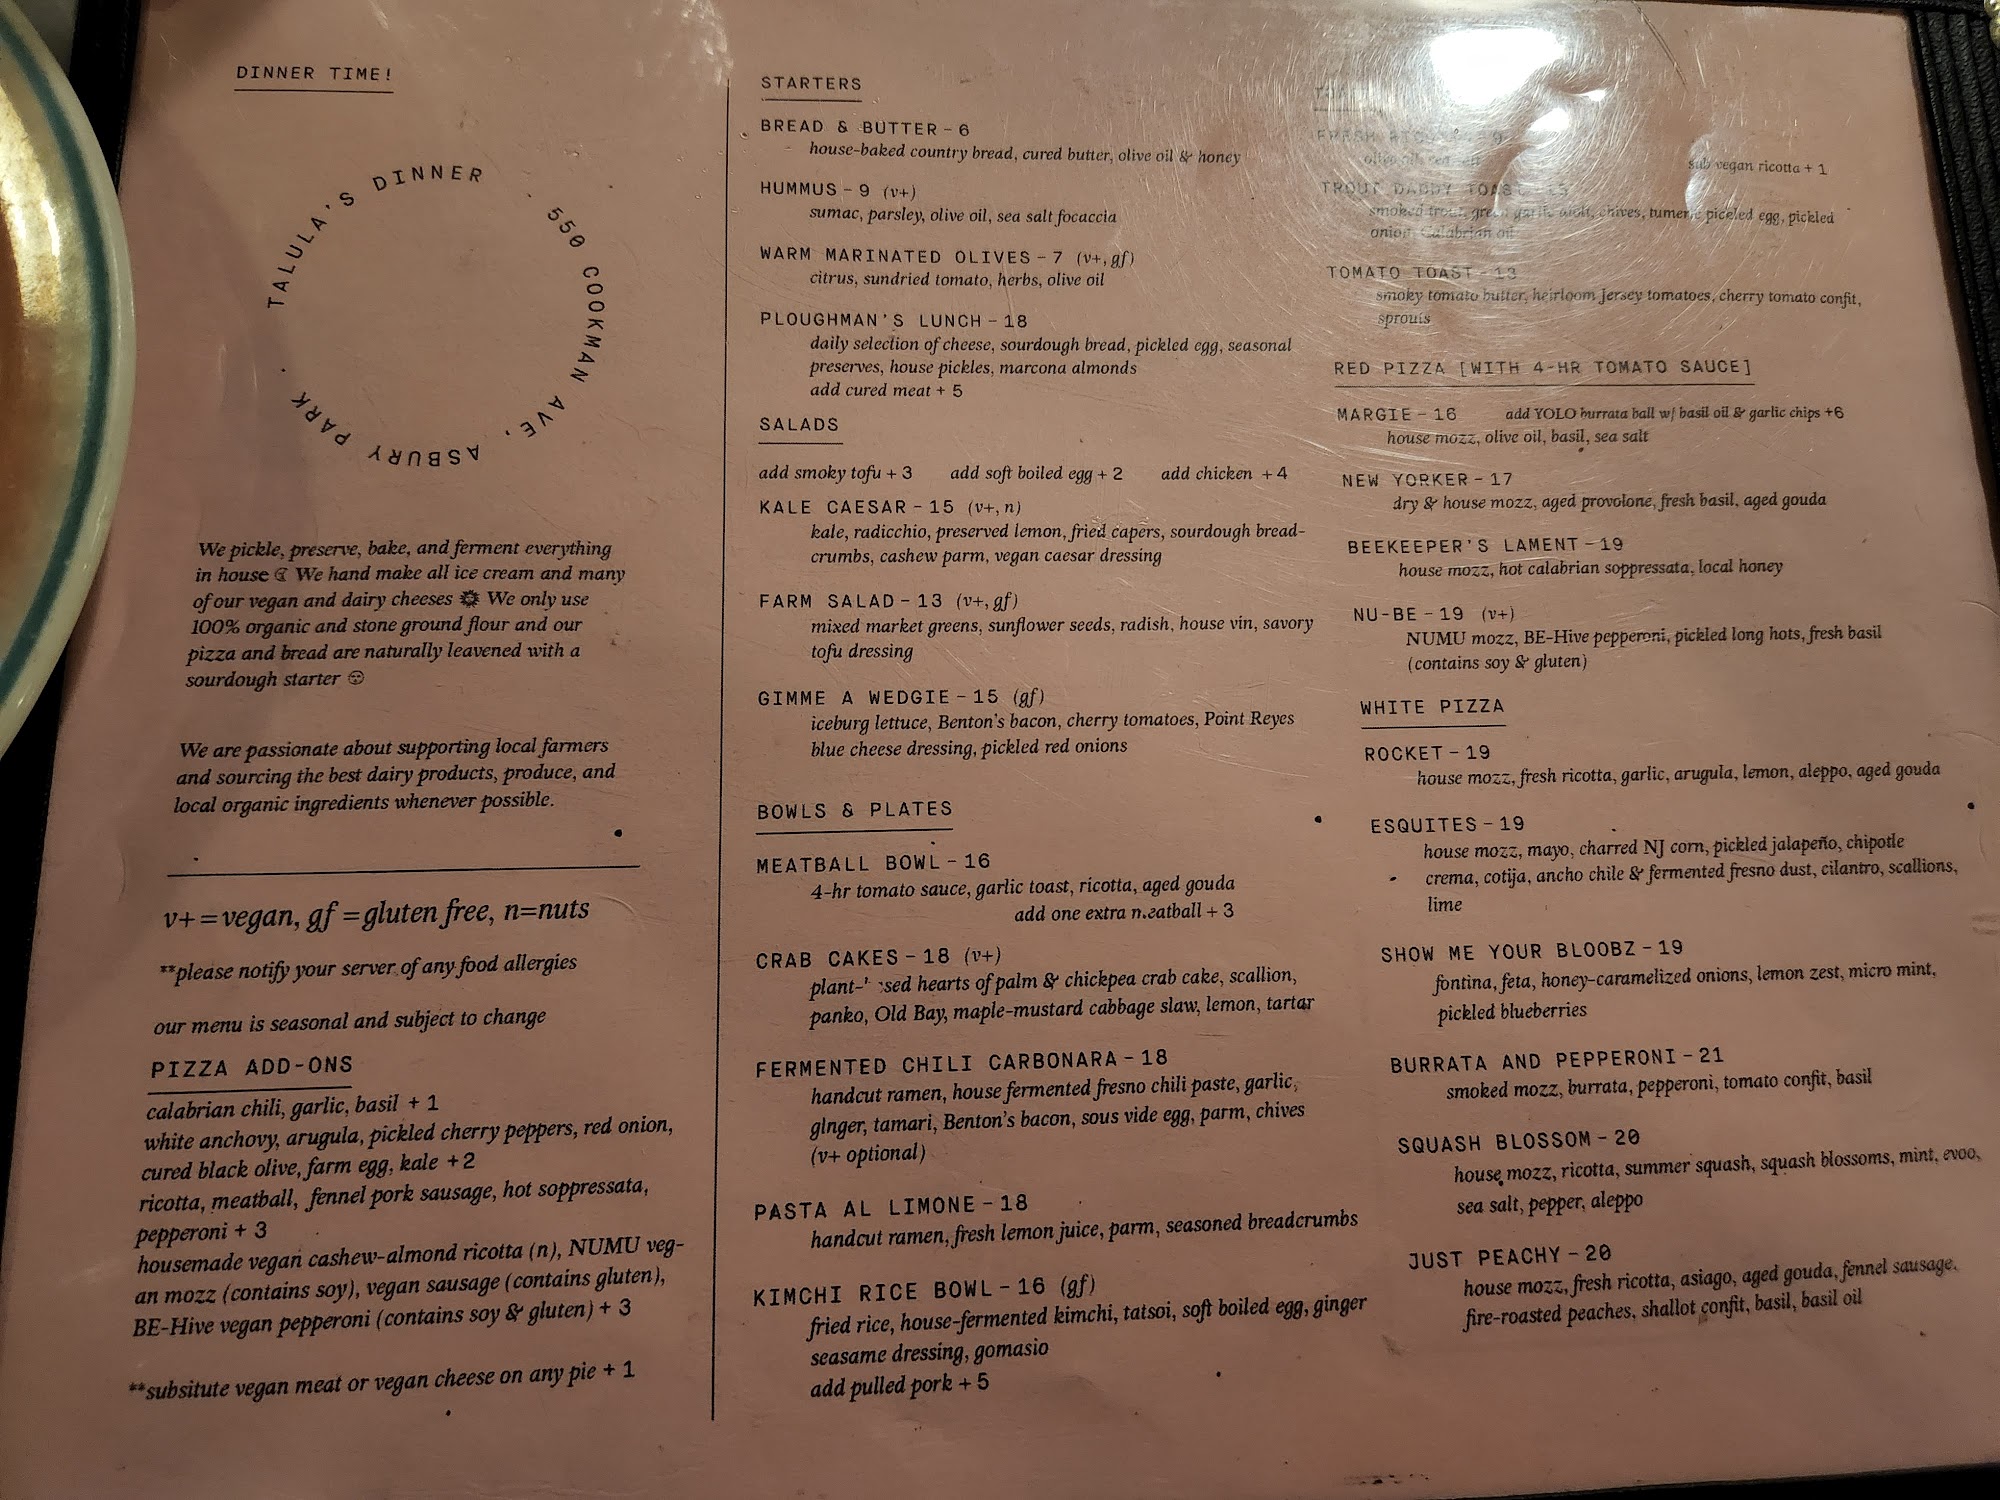 DINNER TIME!
TALULA'S DINNER · 550 COOKMAN AVE, ASBURY PARK ·
We pickle, preserve, bake, and ferment everything
in house We hand make all ice cream and many
of our vegan and dairy cheeses We only use
100% organic and stone ground flour and our
pizza and bread are naturally leavened with a
sourdough starter
We are passionate about supporting local farmers
and sourcing the best dairy products, produce, and
local organic ingredients whenever possible.
v+=vegan, gf =gluten free, n=nuts
**please notify your server of any food allergies
our menu is seasonal and subject to change
PIZZA ADD-ONS
calabrian chili, garlic, basil + 1
white anchovy, arugula, pickled cherry peppers, red onion,
cured black olive, farm egg, kale +2
ricotta, meatball, fennel pork sausage, hot soppressata,
pepperoni + 3
housemade vegan cashew-almond ricotta (n), NUMU veg-
an mozz (contains soy), vegan sausage (contains gluten),
BE-Hive vegan pepperoni (contains soy & gluten) + 3
**subsitute vegan meat or vegan cheese on any pie + 1
STARTERS
BREAD & BUTTER - 6
house-baked country bread, cured butter, olive oil & honey
HUMMUS - 9 (v+)
sumac, parsley, olive oil, sea salt focaccia
WARM MARINATED OLIVES - 7 (v+, gf)
citrus, sundried tomato, herbs, olive oil
PLOUGHMAN'S LUNCH - 18
daily selection of cheese, sourdough bread, pickled egg, seasonal
preserves, house pickles, marcona almonds
add cured meat + 5
SALADS
add smoky tofu + 3 add soft boiled egg + 2 add chicken + 4
KALE CAESAR - 15 (v+, n)
kale, radicchio, preserved lemon, fried capers, sourdough bread-
crumbs, cashew parm, vegan caesar dressing
FARM SALAD - 13 (v+, gf)
mixed market greens, sunflower seeds, radish, house vin, savory
tofu dressing
GIMME A WEDGIE - 15 (gf)
iceburg lettuce, Benton's bacon, cherry tomatoes, Point Reyes
blue cheese dressing, pickled red onions
BOWLS & PLATES
MEATBALL BOWL - 16
4-hr tomato sauce, garlic toast, ricotta, aged gouda
add one extra meatball + 3
CRAB CAKES - 18 (v+)
plant-based hearts of palm & chickpea crab cake, scallion,
panko, Old Bay, maple-mustard cabbage slaw, lemon, tartar
FERMENTED CHILI CARBONARA - 18
handcut ramen, house fermented fresno chili paste, garlic,
ginger, tamari, Benton's bacon, sous vide egg, parm, chives
(v+ optional)
PASTA AL LIMONE - 18
handcut ramen, fresh lemon juice, parm, seasoned breadcrumbs
KIMCHI RICE BOWL - 16 (gf)
fried rice, house-fermented kimchi, tatsoi, soft boiled egg, ginger
seasame dressing, gomasio
add pulled pork + 5
FRESH 9
olive oil, sea salt
sub vegan ricotta + 1
TROUT DADDY TOAST
smoked trout, green garlic aioli, chives, tumeric pickled egg, pickled
onion, Calabrian oil
TOMATO TOAST - 13
smoky tomato butter, heirloom Jersey tomatoes, cherry tomato confit,
sprouts
RED PIZZA [WITH 4-HR TOMATO SAUCE]
MARGIE - 16 add YOLO burrata ball w/ basil oil & garlic chips +6
house mozz, olive oil, basil, sea salt
NEW YORKER - 17
dry & house mozz, aged provolone, fresh basil, aged gouda
BEEKEEPER'S LAMENT - 19
house mozz, hot calabrian soppressata, local honey
NU-BE - 19 (v+)
NUMU mozz, BE-Hive pepperoni, pickled long hots, fresh basil
(contains soy & gluten)
WHITE PIZZA
ROCKET - 19
house mozz, fresh ricotta, garlic, arugula, lemon, aleppo, aged gouda
ESQUITES - 19
house mozz, mayo, charred NJ corn, pickled jalapeño, chipotle
crema, cotija, ancho chile & fermented fresno dust, cilantro, scallions,
lime
SHOW ME YOUR BLOOBZ - 19
fontina, feta, honey-caramelized onions, lemon zest, micro mint,
pickled blueberries
BURRATA AND PEPPERONI - 21
smoked mozz, burrata, pepperoni, tomato confit, basil
SQUASH BLOSSOM - 20
house mozz, ricotta, summer squash, squash blossoms, mint, evoo,
sea salt, pepper, aleppo
JUST PEACHY - 20
house mozz, fresh ricotta, asiago, aged gouda, fennel sausage,
fire-roasted peaches, shallot confit, basil, basil oil